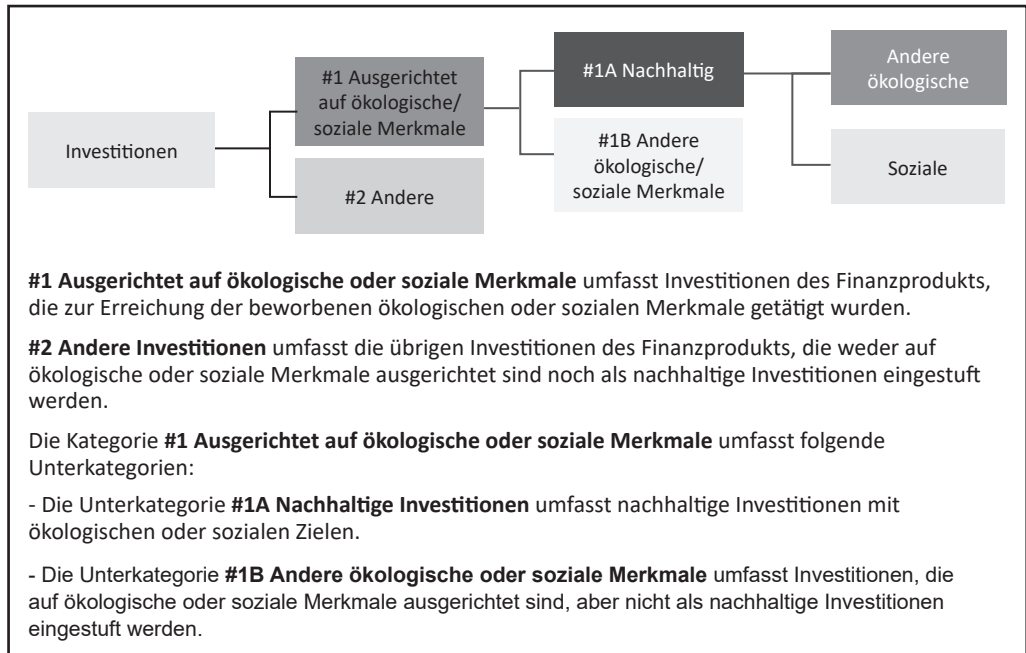 Investitionen
#1 Ausgerichtet
auf ökologische/
soziale Merkmale
#2 Andere
#1A Nachhaltig
#1B Andere
ökologische/
soziale Merkmale
Andere
ökologische
Soziale
#1 Ausgerichtet auf ökologische oder soziale Merkmale umfasst Investitionen des Finanzprodukts,
die zur Erreichung der beworbenen ökologischen oder sozialen Merkmale getätigt wurden.
#2 Andere Investitionen umfasst die übrigen Investitionen des Finanzprodukts, die weder auf
ökologische oder soziale Merkmale ausgerichtet sind noch als nachhaltige Investitionen eingestuft
werden.
Die Kategorie #1 Ausgerichtet auf ökologische oder soziale Merkmale umfasst folgende
Unterkategorien:
- Die Unterkategorie #1A Nachhaltige Investitionen umfasst nachhaltige Investitionen mit
ökologischen oder sozialen Zielen.
- Die Unterkategorie #1B Andere ökologische oder soziale Merkmale umfasst Investitionen, die
auf ökologische oder soziale Merkmale ausgerichtet sind, aber nicht als nachhaltige Investitionen
eingestuft werden.